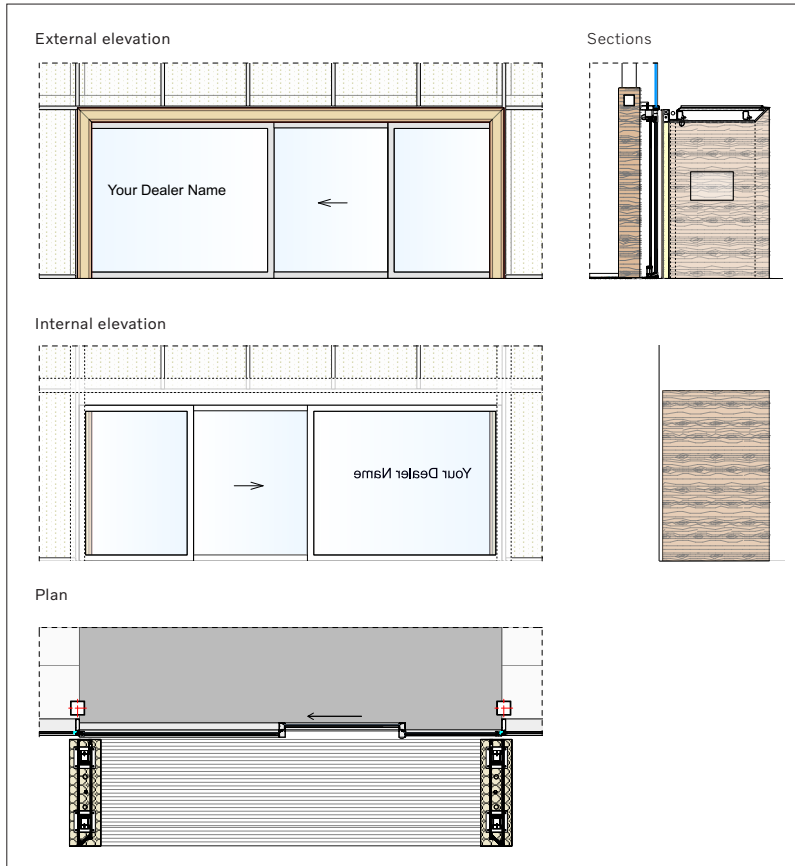 External elevation
Sections
Your Dealer Name
Internal elevation
Your Dealer Name
Plan